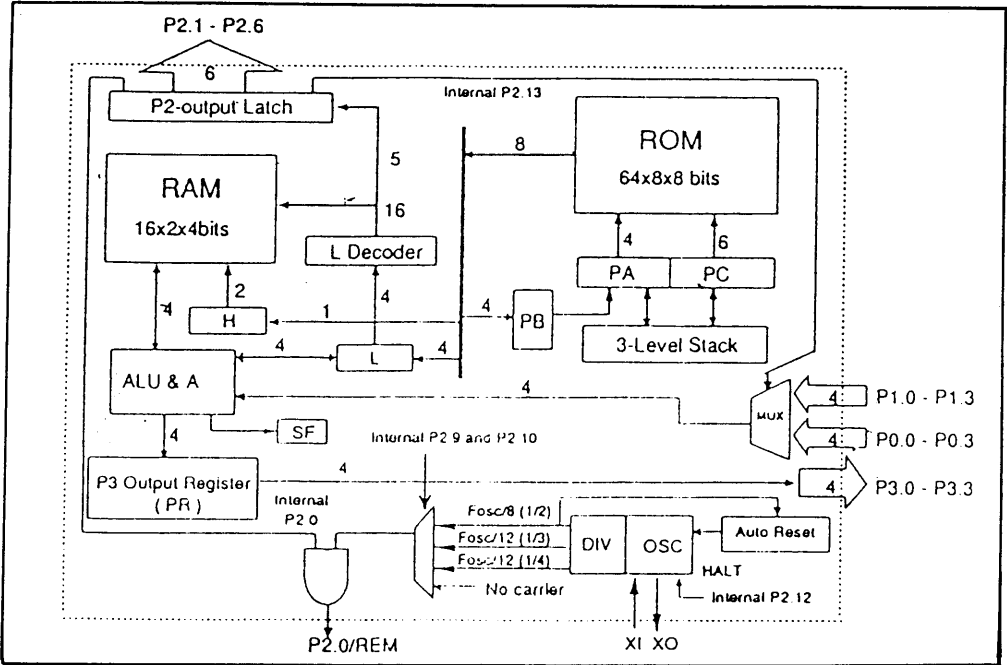 P2.1 - P2.6
6
P2-output Latch
Internal P2.13
ROM
64x8x8 bits
8
5
RAM
16x2x4bits
16
L Decoder
4
6
PA
PC
4
2
4
H
1
4
PB
3-Level Stack
4
L
4
ALU & A
4
MUX
4
P1.0 - P1.3
4
P0.0 - P0.3
SF
4
Internal P2.9 and P2.10
P3 Output Register
( PR )
4
4
P3.0 - P3.3
Internal
P2.0
Fosc/8 (1/2)
Fosc/12 (1/3)
Fosc/12 (1/4)
No carrier
DIV
OSC
Auto Reset
HALT
Internal P2.12
P2.0/REM
XI XO